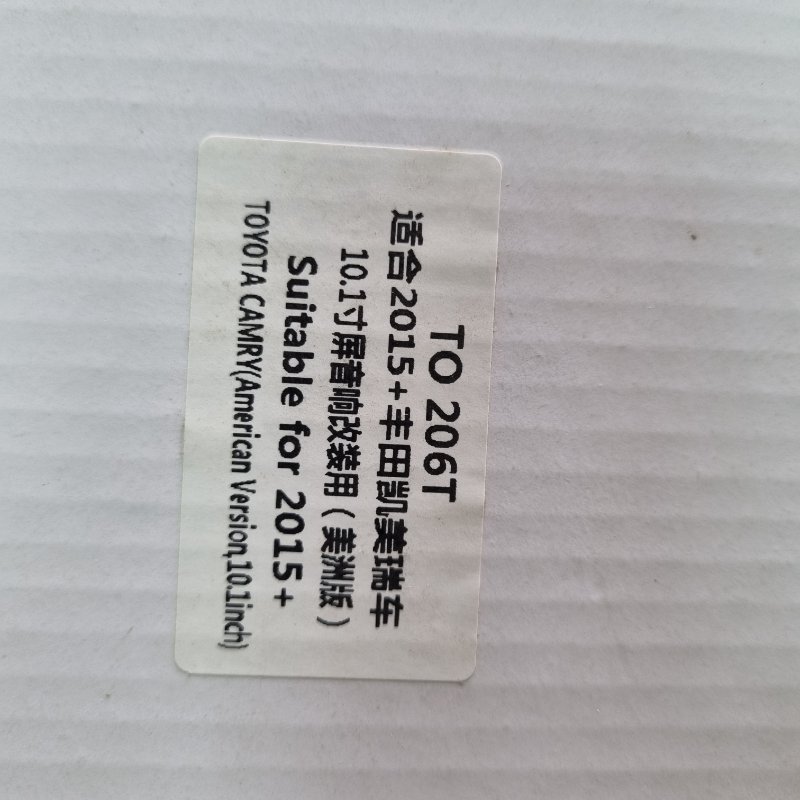 TO 206T
适合2015+丰田凯美瑞车
10.1寸屏音响改装用（美洲版）
Suitable for 2015+
TOYOTA CAMRY(American Version,10.1inch)